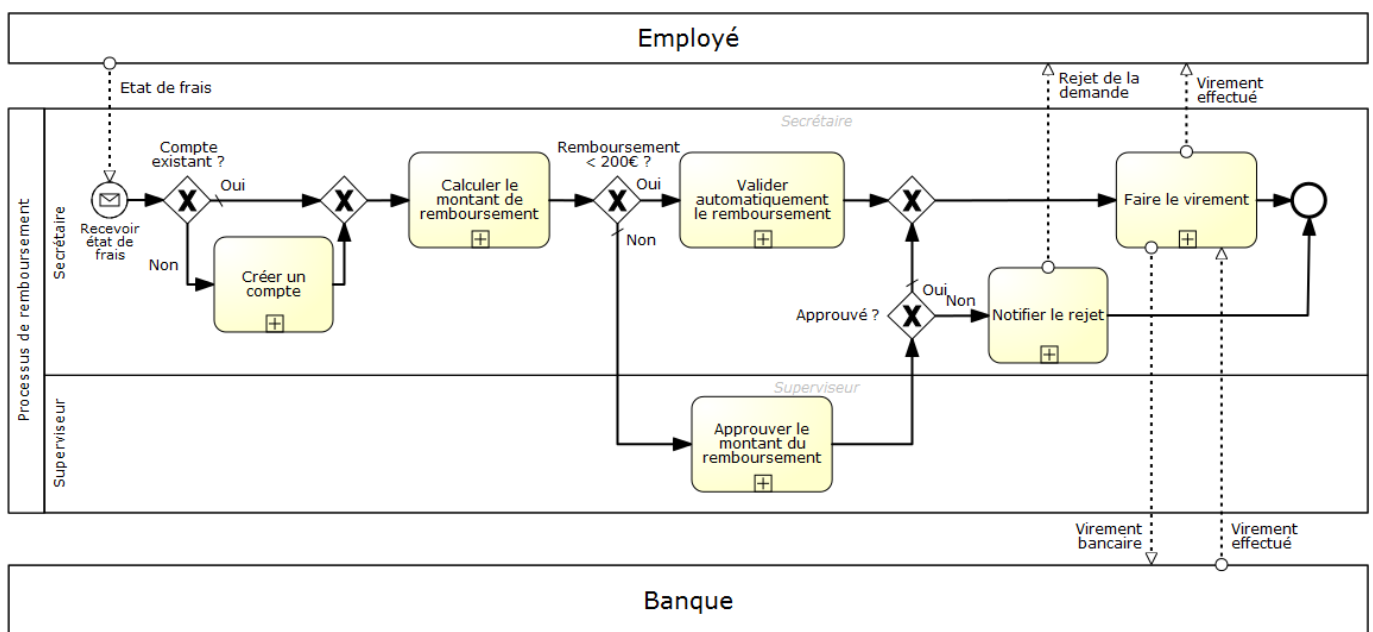 Employé
Etat de frais
Rejet de la
demande
Virement
effectué
Processus de remboursement
Secrétaire
Secrétaire
Compte
existant ?
Oui
Non
Recevoir
état de
frais
Créer un
compte
Calculer le
montant de
remboursement
Remboursement
< 200€ ?
Oui
Non
Valider
automatiquement
le remboursement
Approuvé ?
Oui
Non
Notifier le rejet
Faire le virement
Superviseur
Superviseur
Approuver le
montant du
remboursement
Virement
bancaire
Virement
effectué
Banque